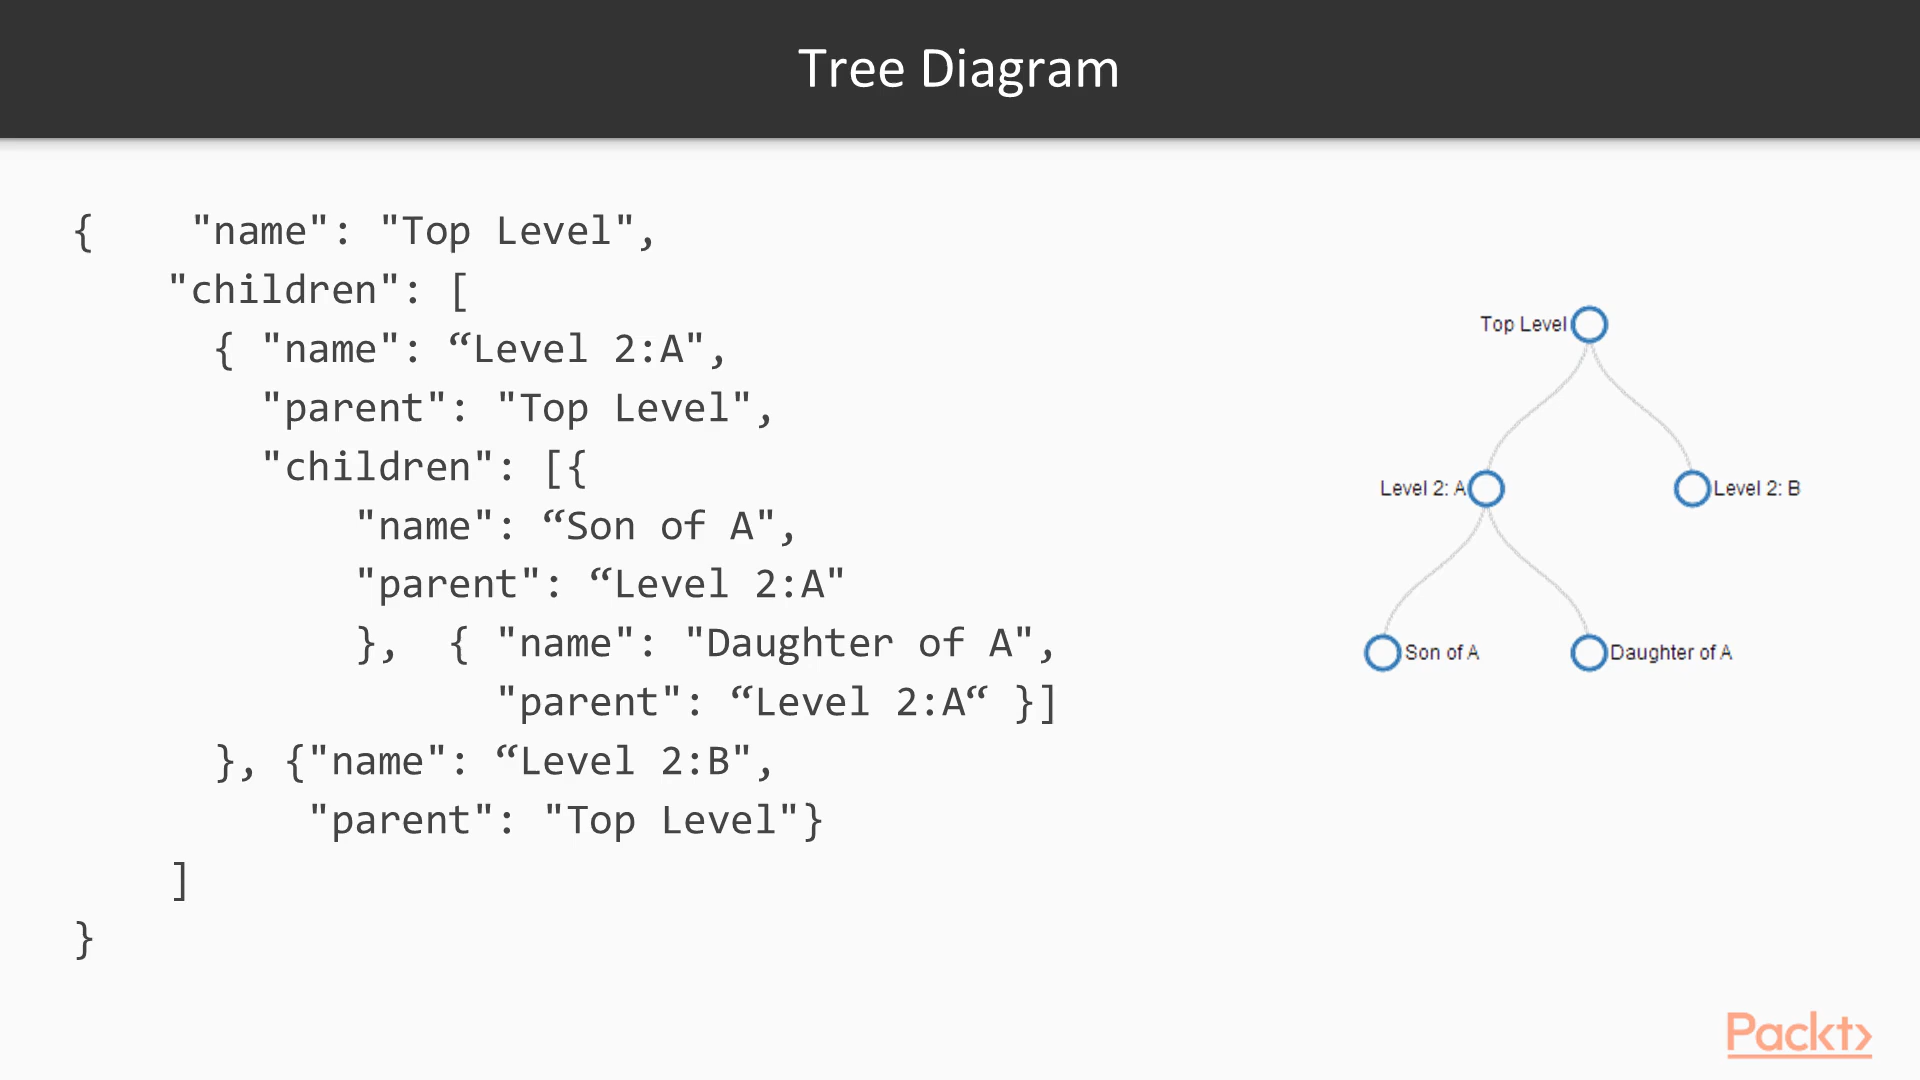 Tree Diagram
{     "name": "Top Level",
    "children": [
      { "name": “Level 2:A",
        "parent": "Top Level",
        "children": [{
            "name": “Son of A",
            "parent": “Level 2:A"
            },  { "name": "Daughter of A",
                  "parent": “Level 2:A“ }]
      }, {"name": “Level 2:B",
          "parent": "Top Level"}
    ]
}
Top Level
Level 2: A
Level 2: B
Son of A
Daughter of A
Packt>